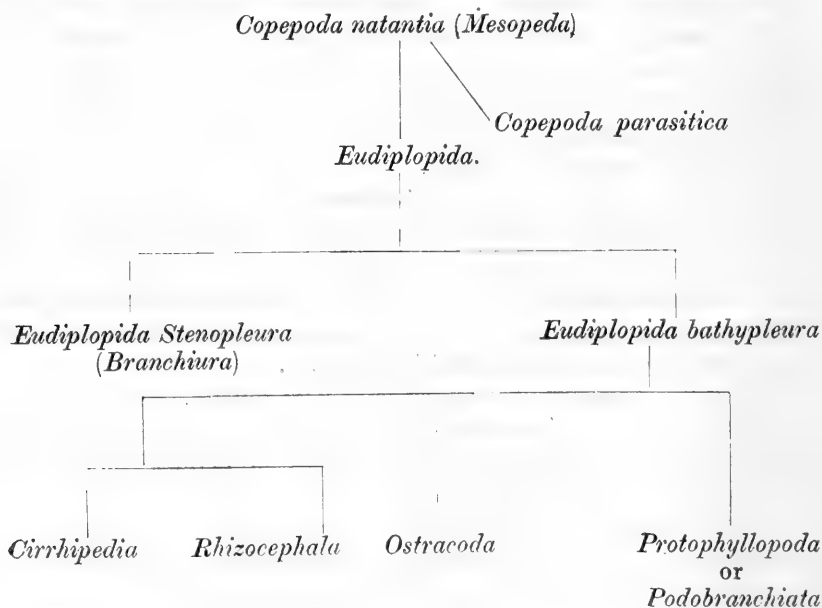 Copepoda natantia (Mesopeda)
Copepoda parasitica
Eudiplopida.
Eudiplopida Stenopleura
(Branchiura)
Eudiplopida bathypleura
Cirrhipedia
Rhizocephala
Ostracoda
Protophyllopoda
or
Podobranchiata